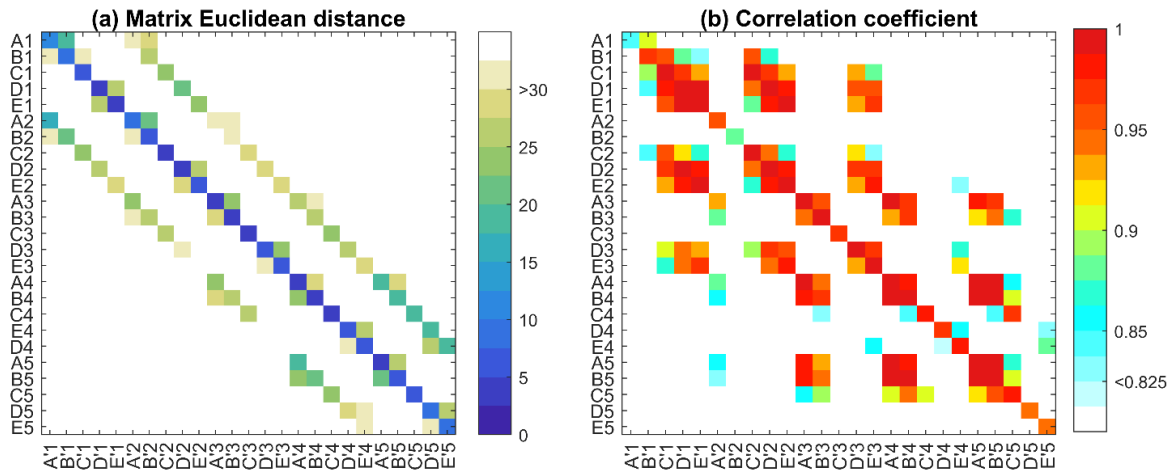 (a) Matrix Euclidean distance
A1
B1
C1
D1
E1
A2
B2
C2
D2
E2
A3
B3
C3
D3
E3
A4
B4
C4
E4
D4
A5
B5
C5
D5
E5
A'1 B'1 C'1 D'1 E'1 A'2 B'2 C'2 D'2 E'2 A'3 B'3 C'3 D'3 E'3 A'4 B'4 C'4 D'4 E'4 A'5 B'5 C'5 D'5 E'5
>30
25
20
15
10
5
0
(b) Correlation coefficient
A1
B1
C1
D1
E1
A2
B2
C2
D2
E2
A3
B3
C3
D3
E3
A4
B4
C4
D4
E4
A5
B5
C5
D5
E5
A'1 B'1 C'1 D'1 E'1 A'2 B'2 C'2 D'2 E'2 A'3 B'3 C'3 D'3 E'3 A'4 B'4 C'4 D'4 E'4 A'5 B'5 C'5 D'5 E'5
1
0.95
0.9
0.85
<0.825